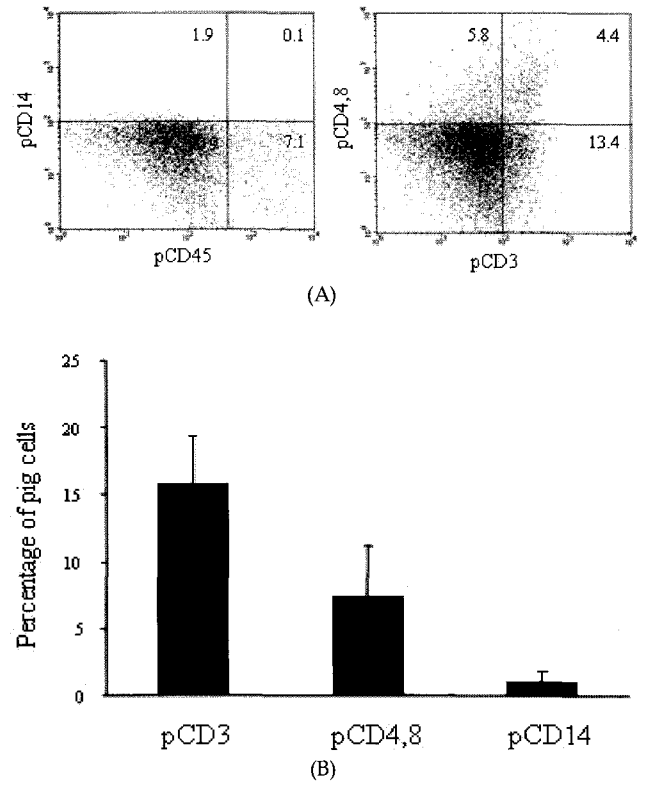 1.9 0.1
7.1
pCD14
pCD45
5.8 4.4
13.4
pCD4,8
pCD3
(A)
25
20
15
10
5
0
Percentage of pig cells
pCD3 pCD4,8 pCD14
(B)